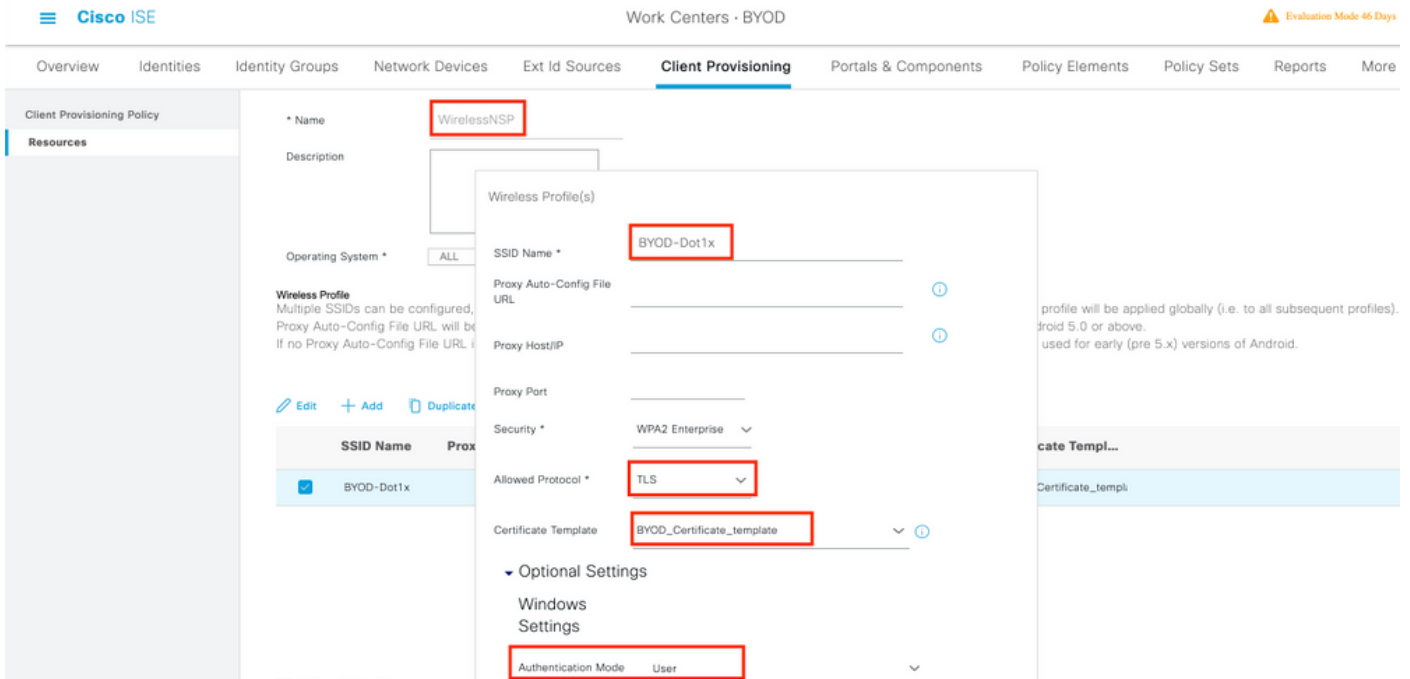 Cisco ISE
Work Centers · BYOD
Evaluation Mode 46 Days
Overview Identities Identity Groups Network Devices Ext Id Sources Client Provisioning Portals & Components Policy Elements Policy Sets Reports More
Client Provisioning Policy
Resources
* Name WirelessNSP
Description
Operating System * ALL
Wireless Profile
Multiple SSIDs can be configured, profile will be applied globally (i.e. to all subsequent profiles).
Proxy Auto-Config File URL will be droid 5.0 or above.
If no Proxy Auto-Config File URL i used for early (pre 5.x) versions of Android.
Edit Add Duplicate
SSID Name Prox cate Templ...
BYOD-Dot1x Certificate_templ
Wireless Profile(s)
SSID Name * BYOD-Dot1x
Proxy Auto-Config File
URL
Proxy Host/IP
Proxy Port
Security * WPA2 Enterprise
Allowed Protocol * TLS
Certificate Template BYOD_Certificate_template
Optional Settings
Windows
Settings
Authentication Mode User